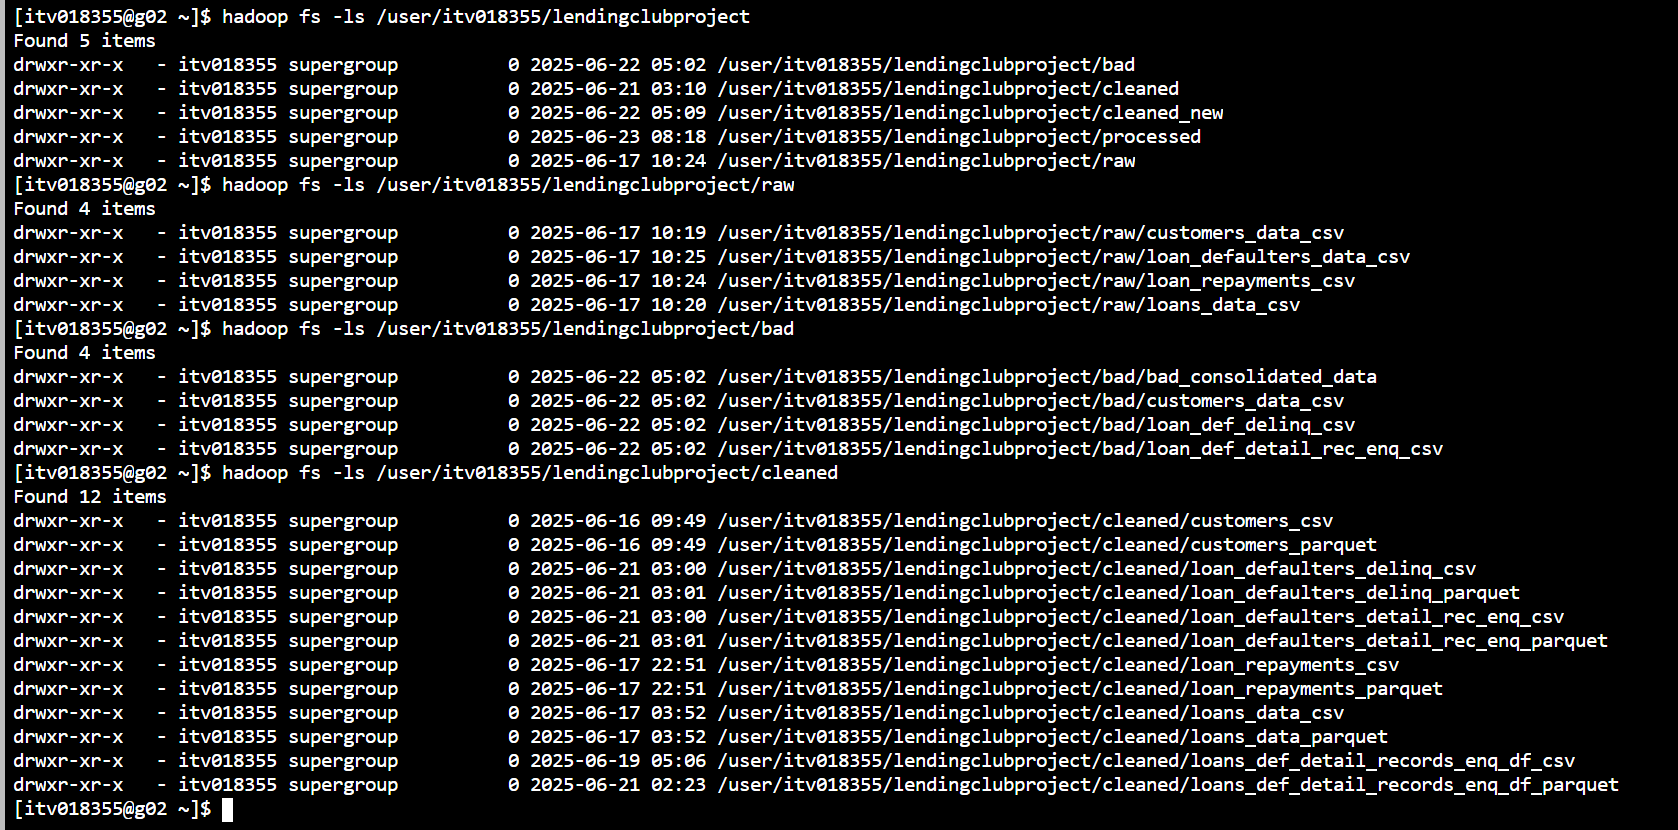 [itv018355@g02 ~]$ hadoop fs -ls /user/itv018355/lendingclubproject
Found 5 items
drwxr-xr-x   - itv018355 supergroup          0 2025-06-22 05:02 /user/itv018355/lendingclubproject/bad
drwxr-xr-x   - itv018355 supergroup          0 2025-06-21 03:10 /user/itv018355/lendingclubproject/cleaned
drwxr-xr-x   - itv018355 supergroup          0 2025-06-22 05:09 /user/itv018355/lendingclubproject/cleaned_new
drwxr-xr-x   - itv018355 supergroup          0 2025-06-23 08:18 /user/itv018355/lendingclubproject/processed
drwxr-xr-x   - itv018355 supergroup          0 2025-06-17 10:24 /user/itv018355/lendingclubproject/raw
[itv018355@g02 ~]$ hadoop fs -ls /user/itv018355/lendingclubproject/raw
Found 4 items
drwxr-xr-x   - itv018355 supergroup          0 2025-06-17 10:19 /user/itv018355/lendingclubproject/raw/customers_data_csv
drwxr-xr-x   - itv018355 supergroup          0 2025-06-17 10:25 /user/itv018355/lendingclubproject/raw/loan_defaulters_data_csv
drwxr-xr-x   - itv018355 supergroup          0 2025-06-17 10:24 /user/itv018355/lendingclubproject/raw/loan_repayments_csv
drwxr-xr-x   - itv018355 supergroup          0 2025-06-17 10:20 /user/itv018355/lendingclubproject/raw/loans_data_csv
[itv018355@g02 ~]$ hadoop fs -ls /user/itv018355/lendingclubproject/bad
Found 4 items
drwxr-xr-x   - itv018355 supergroup          0 2025-06-22 05:02 /user/itv018355/lendingclubproject/bad/bad_consolidated_data
drwxr-xr-x   - itv018355 supergroup          0 2025-06-22 05:02 /user/itv018355/lendingclubproject/bad/customers_data_csv
drwxr-xr-x   - itv018355 supergroup          0 2025-06-22 05:02 /user/itv018355/lendingclubproject/bad/loan_def_delinq_csv
drwxr-xr-x   - itv018355 supergroup          0 2025-06-22 05:02 /user/itv018355/lendingclubproject/bad/loan_def_detail_rec_enq_csv
[itv018355@g02 ~]$ hadoop fs -ls /user/itv018355/lendingclubproject/cleaned
Found 12 items
drwxr-xr-x   - itv018355 supergroup          0 2025-06-16 09:49 /user/itv018355/lendingclubproject/cleaned/customers_csv
drwxr-xr-x   - itv018355 supergroup          0 2025-06-16 09:49 /user/itv018355/lendingclubproject/cleaned/customers_parquet
drwxr-xr-x   - itv018355 supergroup          0 2025-06-21 03:00 /user/itv018355/lendingclubproject/cleaned/loan_defaulters_delinq_csv
drwxr-xr-x   - itv018355 supergroup          0 2025-06-21 03:01 /user/itv018355/lendingclubproject/cleaned/loan_defaulters_delinq_parquet
drwxr-xr-x   - itv018355 supergroup          0 2025-06-21 03:00 /user/itv018355/lendingclubproject/cleaned/loan_defaulters_detail_rec_enq_csv
drwxr-xr-x   - itv018355 supergroup          0 2025-06-21 03:01 /user/itv018355/lendingclubproject/cleaned/loan_defaulters_detail_rec_enq_parquet
drwxr-xr-x   - itv018355 supergroup          0 2025-06-17 22:51 /user/itv018355/lendingclubproject/cleaned/loan_repayments_csv
drwxr-xr-x   - itv018355 supergroup          0 2025-06-17 22:51 /user/itv018355/lendingclubproject/cleaned/loan_repayments_parquet
drwxr-xr-x   - itv018355 supergroup          0 2025-06-17 03:52 /user/itv018355/lendingclubproject/cleaned/loans_data_csv
drwxr-xr-x   - itv018355 supergroup          0 2025-06-17 03:52 /user/itv018355/lendingclubproject/cleaned/loans_data_parquet
drwxr-xr-x   - itv018355 supergroup          0 2025-06-19 05:06 /user/itv018355/lendingclubproject/cleaned/loans_def_detail_records_enq_df_csv
drwxr-xr-x   - itv018355 supergroup          0 2025-06-21 02:23 /user/itv018355/lendingclubproject/cleaned/loans_def_detail_records_enq_df_parquet
[itv018355@g02 ~]$